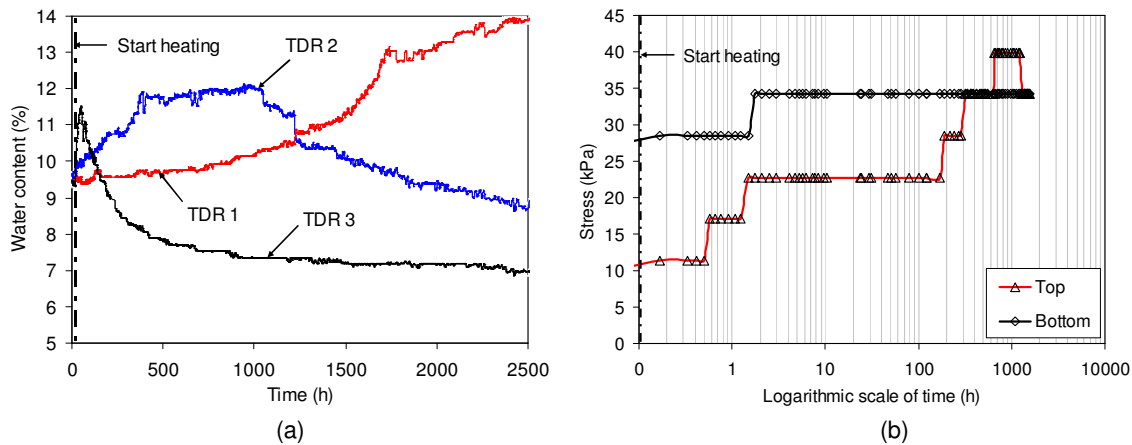 14
13
12
11
10
9
8
7
6
5
Water content (%)
Start heating
TDR 2
TDR 1
TDR 3
0
500
1000
1500
2000
2500
Time (h)
(a)
45
40
35
30
25
20
15
10
5
0
Stress (kPa)
Start heating
Top
Bottom
0
1
10
100
1000
10000
Logarithmic scale of time (h)
(b)